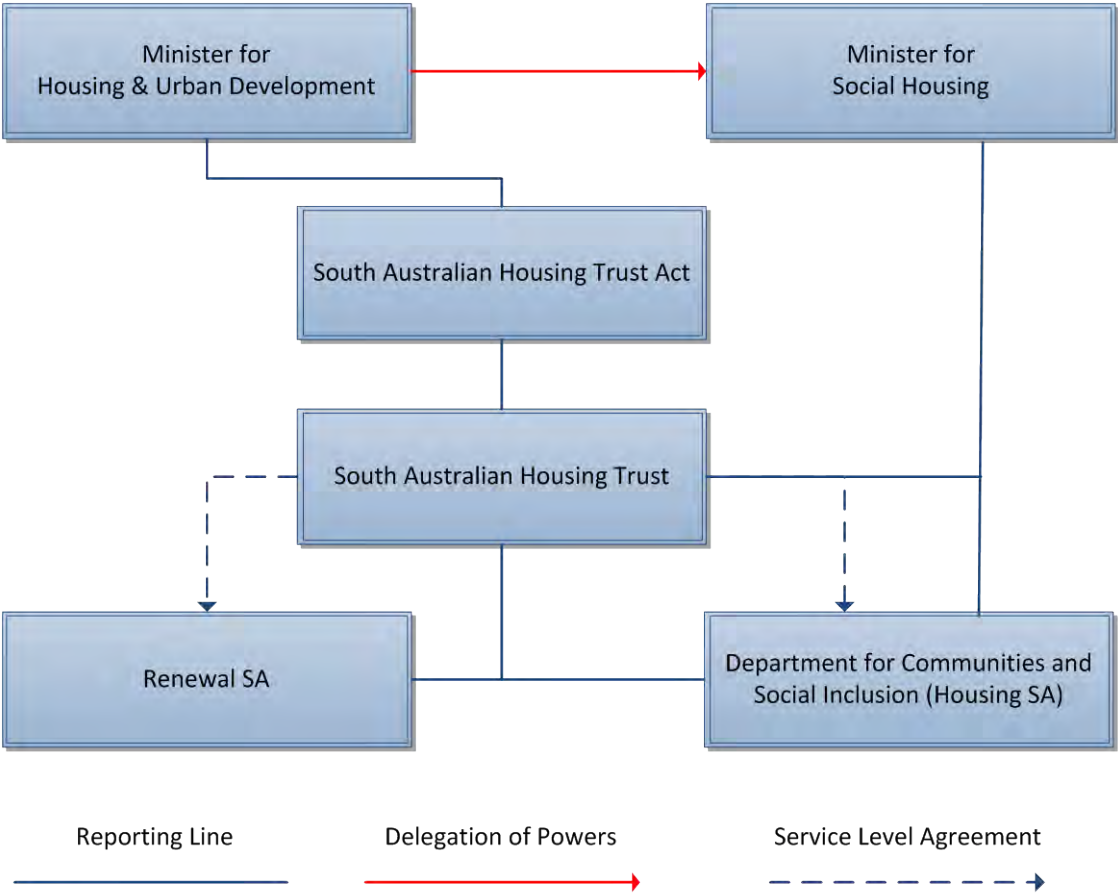 Minister for
Housing & Urban Development
Minister for
Social Housing
South Australian Housing Trust Act
South Australian Housing Trust
Renewal SA
Department for Communities and
Social Inclusion (Housing SA)
Reporting Line
Delegation of Powers
Service Level Agreement